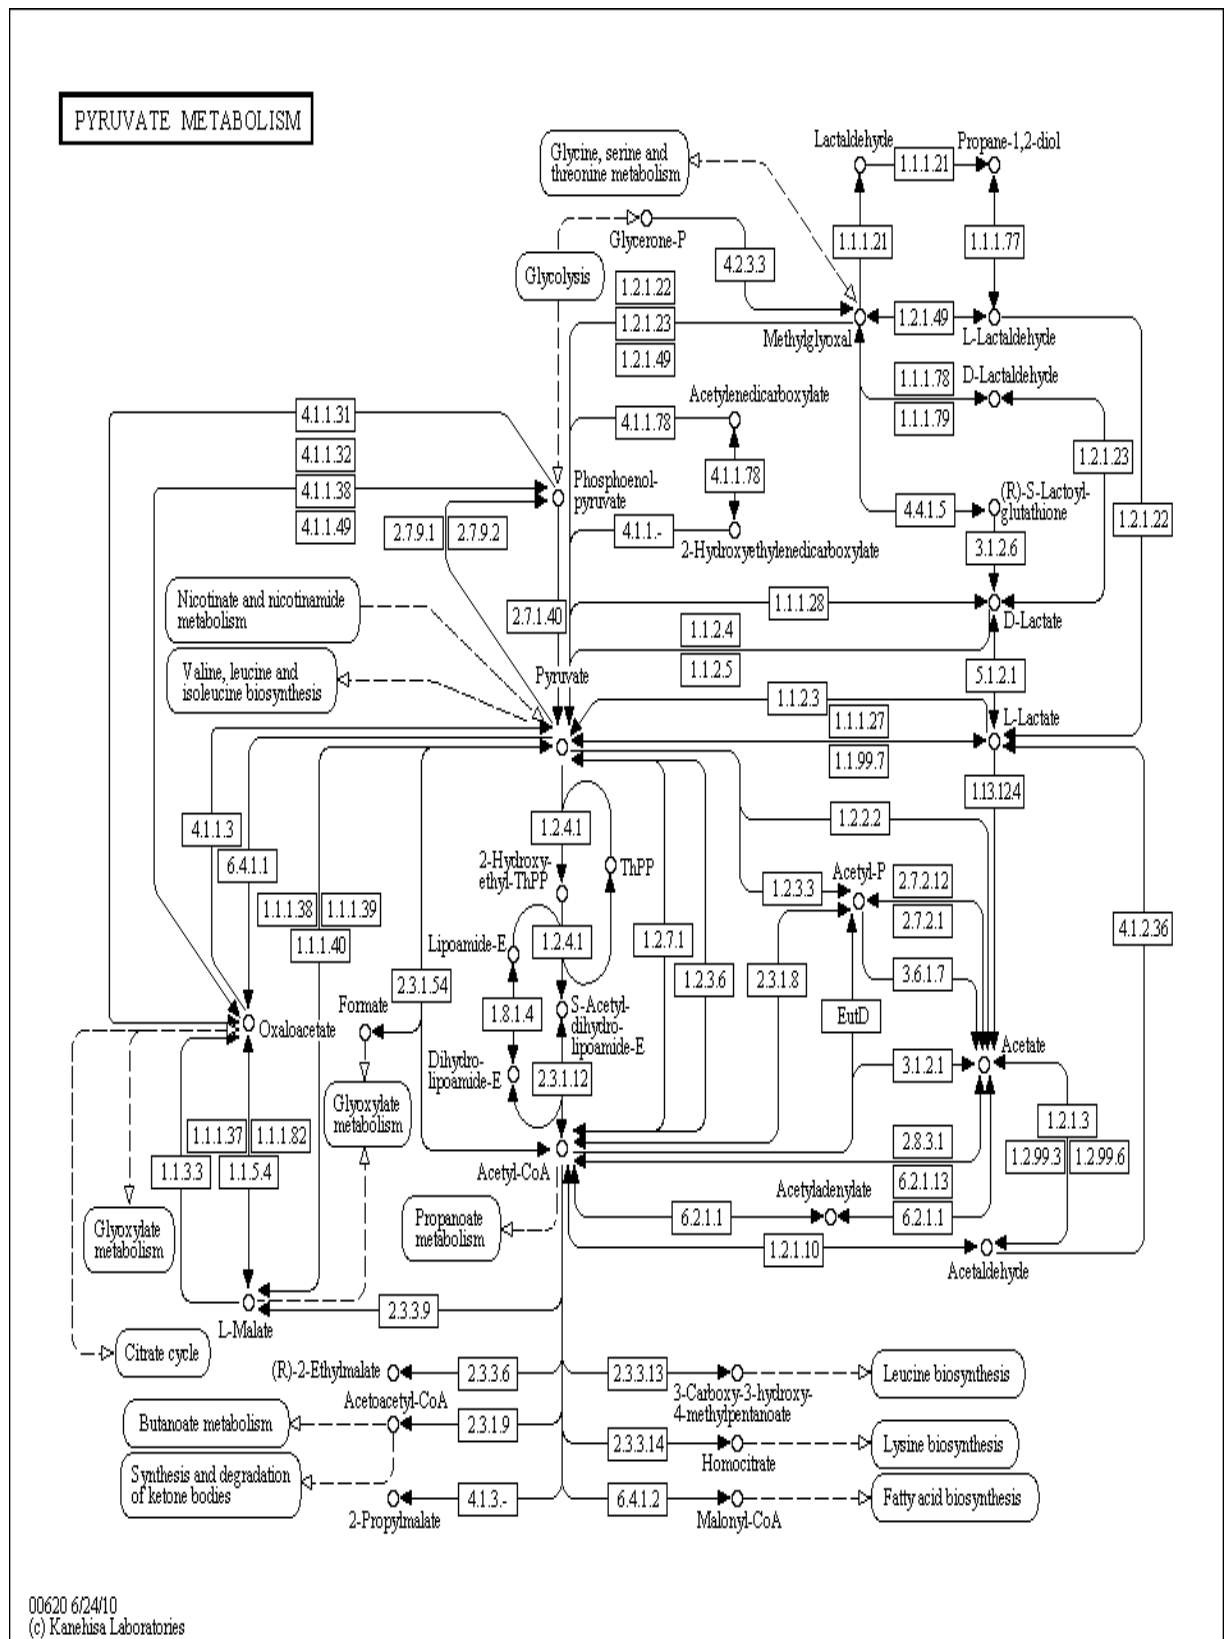 PYRUVATE METABOLISM
Glycine, serine and
threonine metabolism
Lactaldehyde
Propane-1,2-diol
1.1.1.21
Glycerone-P
1.1.1.21
1.1.1.77
Glycolysis
4.2.3.3
1.2.1.22
1.2.1.23
1.2.1.49
Methylglyoxal
1.2.1.49
L-Lactaldehyde
1.1.1.78
D-Lactaldehyde
1.1.1.79
Acetylenedicarboxylate
4.1.1.78
4.1.1.31
4.1.1.32
4.1.1.38
4.1.1.49
1.2.1.23
4.1.1.78
Phosphoenol-
pyruvate
(R)-S-Lactoyl-
glutathione
4.4.1.5
1.2.1.22
2.7.9.1
2.7.9.2
4.1.1.-
2-Hydroxyethylenedicarboxylate
3.1.2.6
Nicotinate and nicotinamide
metabolism
2.7.1.40
1.1.1.28
D-Lactate
1.1.2.4
1.1.2.5
Valine, leucine and
isoleucine biosynthesis
Pyruvate
5.1.2.1
1.1.2.3
L-Lactate
1.1.1.27
1.1.99.7
1.13.12.4
4.1.1.3
6.4.1.1
1.2.4.1
1.2.2.2
2-Hydroxy-
ethyl-ThPP
ThPP
Acetyl-P
1.2.3.3
2.7.2.12
2.7.2.1
1.1.1.38
1.1.1.39
1.1.1.40
Lipoamide-E
1.2.4.1
1.2.7.1
4.1.2.36
2.3.1.54
1.2.3.6
2.3.1.8
3.6.1.7
Formate
Oxaloacetate
1.8.1.4
S-Acetyl-
dihydro-
lipoamide-E
EutD
Acetate
Dihydro-
lipoamide-E
2.3.1.12
3.1.2.1
Glyoxylate
metabolism
1.1.1.37
1.1.1.82
1.1.3.3
1.1.5.4
1.2.1.3
1.2.99.3
1.2.99.6
2.8.3.1
6.2.1.13
Acetyl-CoA
Acetyladenylate
6.2.1.1
6.2.1.1
Glyoxylate
metabolism
Propanoate
metabolism
1.2.1.10
Acetaldehyde
L-Malate
2.3.3.9
Citrate cycle
(R)-2-Ethylmalate
2.3.3.6
2.3.3.13
3-Carboxy-3-hydroxy-
4-methylpentanoate
Leucine biosynthesis
Acetoacetyl-CoA
Butanoate metabolism
2.3.1.9
2.3.3.14
Homocitrate
Lysine biosynthesis
Synthesis and degradation
of ketone bodies
4.1.3.-
2-Propylmalate
6.4.1.2
Malonyl-CoA
Fatty acid biosynthesis
00620 6/24/10
(c) Kanehisa Laboratories